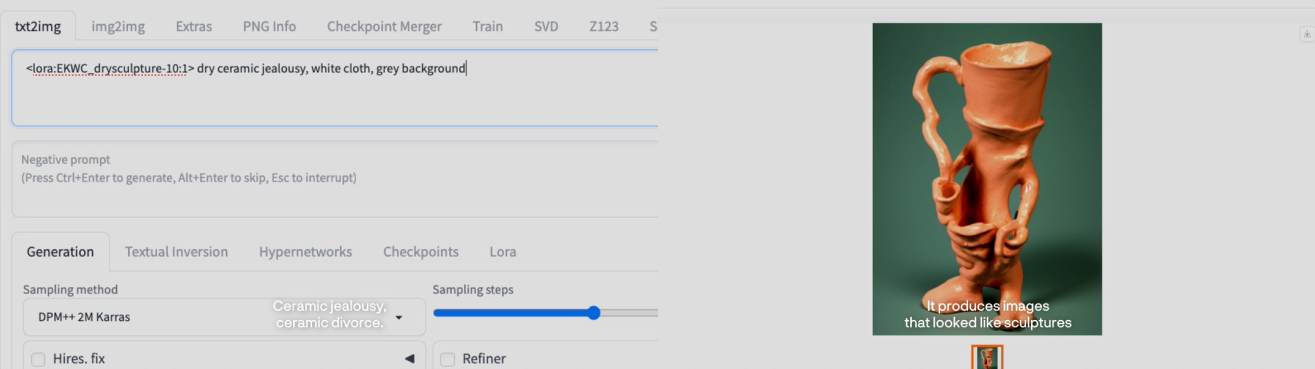 txt2img img2img Extras PNG Info Checkpoint Merger Train SVD Z123 S
<lora:EKWC_drysculpture-10:1> dry ceramic jealousy, white cloth, grey background
Negative prompt
(Press Ctrl+Enter to generate, Alt+Enter to skip, Esc to interrupt)
Generation Textual Inversion Hypernetworks Checkpoints Lora
Sampling method Sampling steps
DPM++ 2M Karras
Ceramic jealousy,
ceramic divorce.
Hires. fix Refiner
It produces images
that looked like sculptures